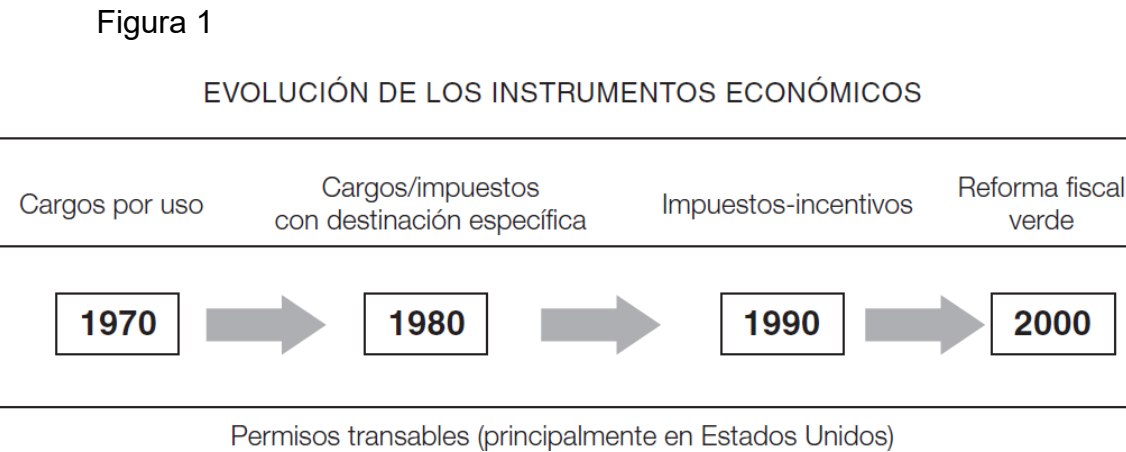 Figura 1
EVOLUCIÓN DE LOS INSTRUMENTOS ECONÓMICOS
Cargos por uso
Cargos/impuestos
con destinación específica
Impuestos-incentivos
Reforma fiscal
verde
1970
1980
1990
2000
Permisos transables (principalmente en Estados Unidos)